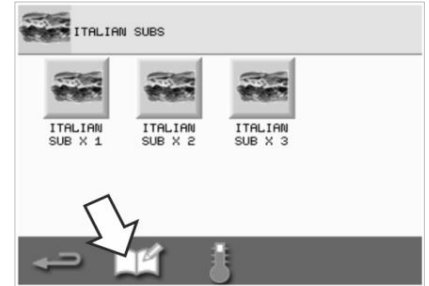 ITALIAN SUBS
ITALIAN
SUB X 1
ITALIAN
SUB X 2
ITALIAN
SUB X 3